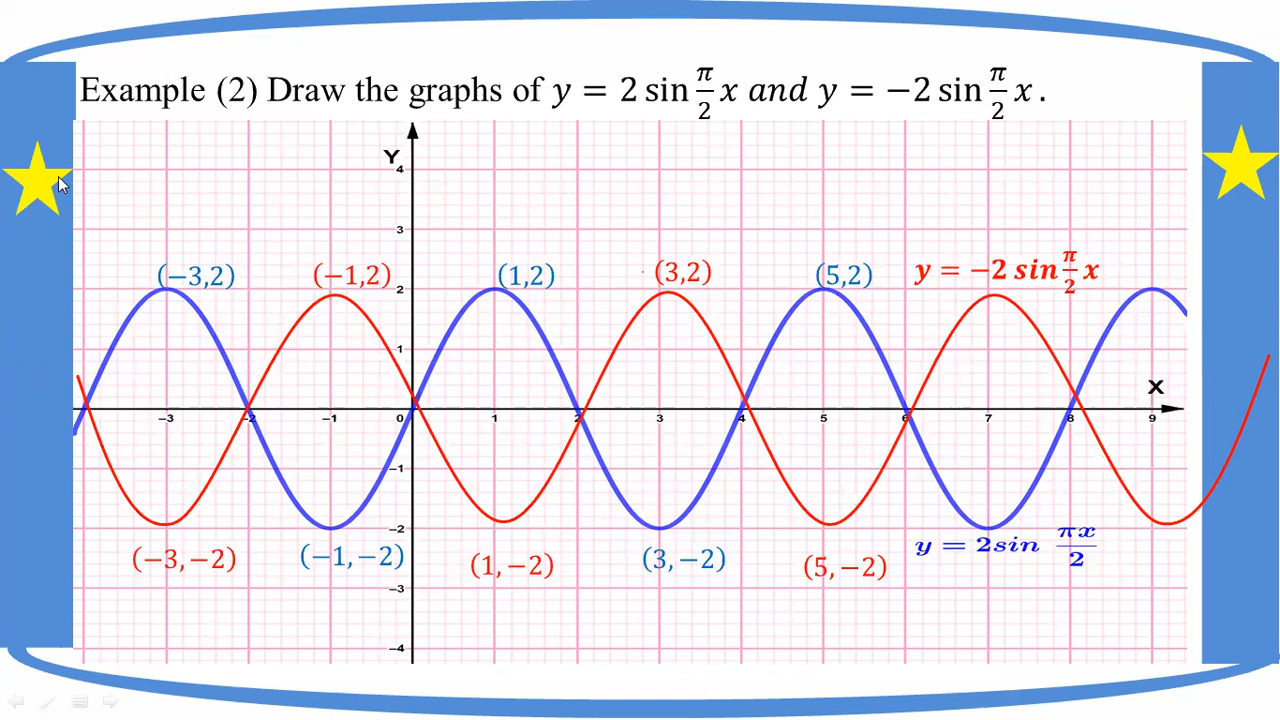 Example (2) Draw the graphs of y = 2 sin π/2 x and y = −2 sin π/2 x .
Y
4
3
(−3,2) (−1,2) (1,2) (3,2) (5,2) y = −2 sin π/2 x
2
1
X
−3 −2 −1 0 1 2 3 4 5 6 7 8 9
−1
−2
(−3, −2) (−1, −2) (1, −2) (3, −2) (5, −2) y = 2sin πx/2
−3
−4